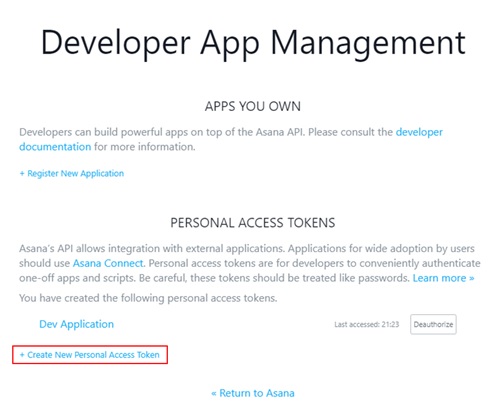 Developer App Management
APPS YOU OWN
Developers can build powerful apps on top of the Asana API. Please consult the developer
documentation for more information.
+ Register New Application
PERSONAL ACCESS TOKENS
Asana's API allows integration with external applications. Applications for wide adoption by users
should use Asana Connect. Personal access tokens are for developers to conveniently authenticate
one-off apps and scripts. Be careful, these tokens should be treated like passwords. Learn more »
You have created the following personal access tokens.
Dev Application Last accessed: 21:23 Deauthorize
+ Create New Personal Access Token
« Return to Asana